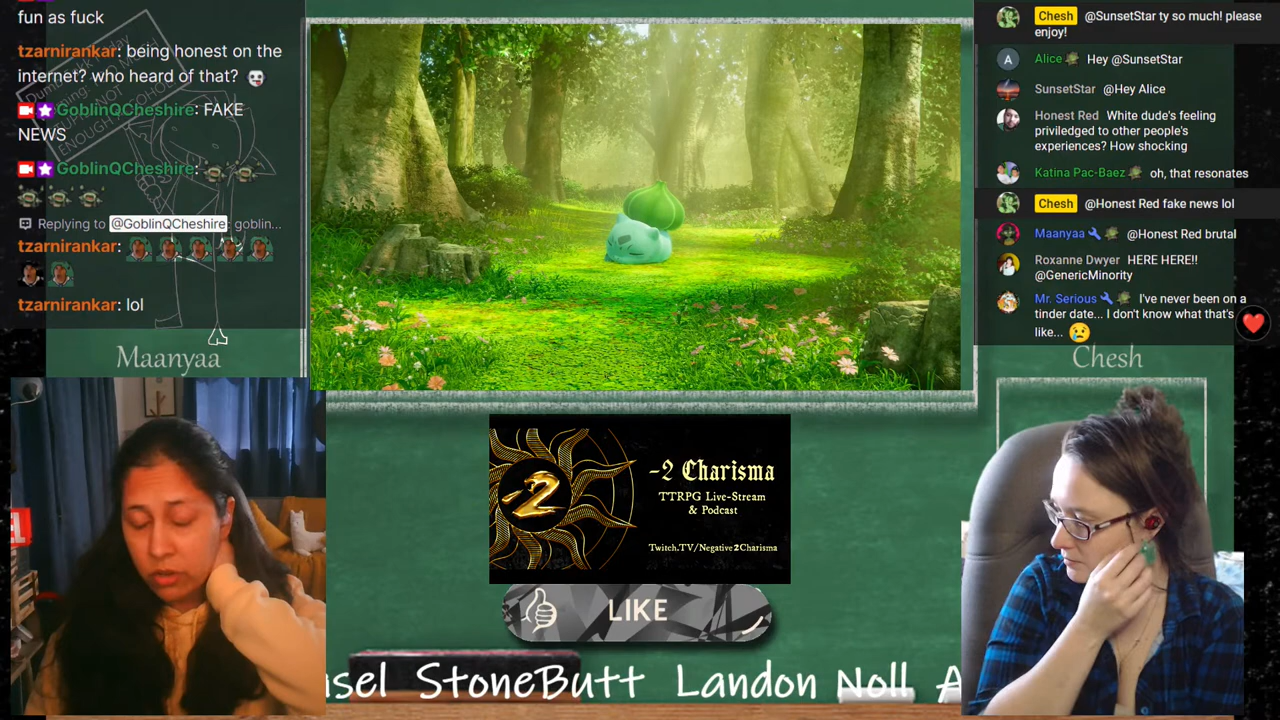 fun as fuck
tzarnirankar: being honest on the
internet? who heard of that?
GoblinQCheshire: FAKE
NEWS
GoblinQCheshire:
Replying to @GoblinQCheshire: goblin...
tzarnirankar:
tzarnirankar: lol
Maanyaa
Chesh @SunsetStar ty so much! please
enjoy!
A Alice Hey @SunsetStar
SunsetStar @Hey Alice
Honest Red White dude's feeling
priviledged to other people's
experiences? How shocking
Katina Pac-Baez oh, that resonates
Chesh @Honest Red fake news lol
Maanyaa @Honest Red brutal
Roxanne Dwyer HERE HERE!!
@GenericMinority
Mr. Serious I've never been on a
tinder date... I don't know what that's
like...
Chesh
-2
-2 Charisma
TTRPG Live-Stream
& Podcast
Twitch.TV/Negative2Charisma
LIKE
sel StoneButt Landon Noll A